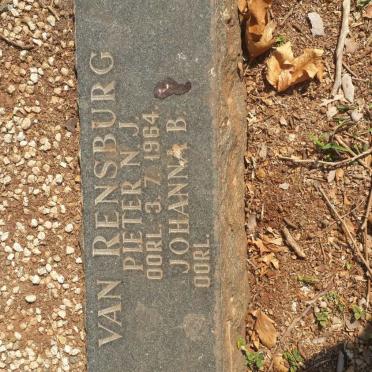 VAN RENSBURG
PIETER N. J.
OORL. 3. 7. 1964.
JOHANNA B.
OORL.